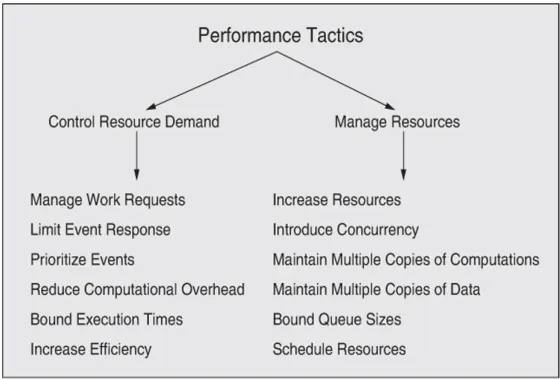 Performance Tactics
Control Resource Demand
Manage Resources
Manage Work Requests
Limit Event Response
Prioritize Events
Reduce Computational Overhead
Bound Execution Times
Increase Efficiency
Increase Resources
Introduce Concurrency
Maintain Multiple Copies of Computations
Maintain Multiple Copies of Data
Bound Queue Sizes
Schedule Resources